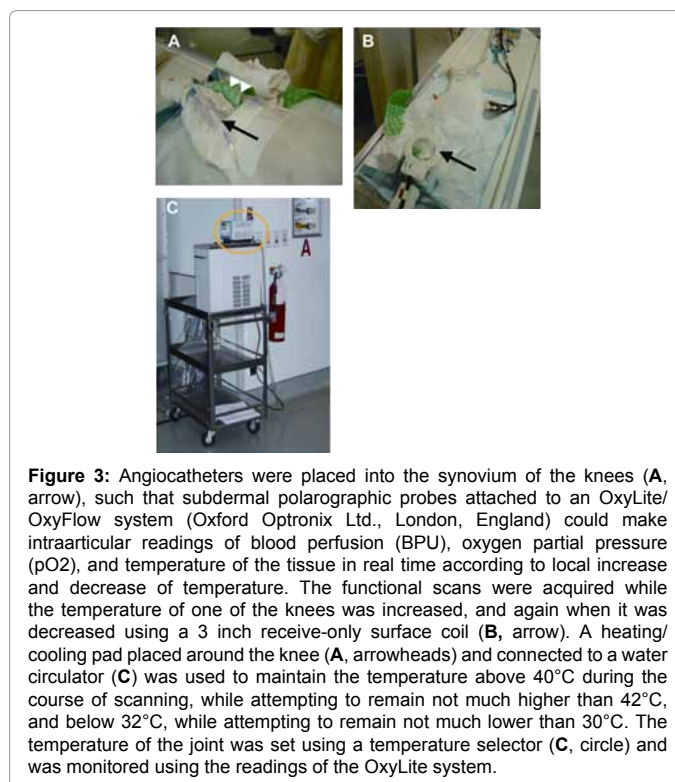 A
B
C
A
Figure 3: Angiocatheters were placed into the synovium of the knees (A,
arrow), such that subdermal polarographic probes attached to an OxyLite/
OxyFlow system (Oxford Optronix Ltd., London, England) could make
intraarticular readings of blood perfusion (BPU), oxygen partial pressure
(pO2), and temperature of the tissue in real time according to local increase
and decrease of temperature. The functional scans were acquired while
the temperature of one of the knees was increased, and again when it was
decreased using a 3 inch receive-only surface coil (B, arrow). A heating/
cooling pad placed around the knee (A, arrowheads) and connected to a water
circulator (C) was used to maintain the temperature above 40°C during the
course of scanning, while attempting to remain not much higher than 42°C,
and below 32°C, while attempting to remain not much lower than 30°C. The
temperature of the joint was set using a temperature selector (C, circle) and
was monitored using the readings of the OxyLite system.